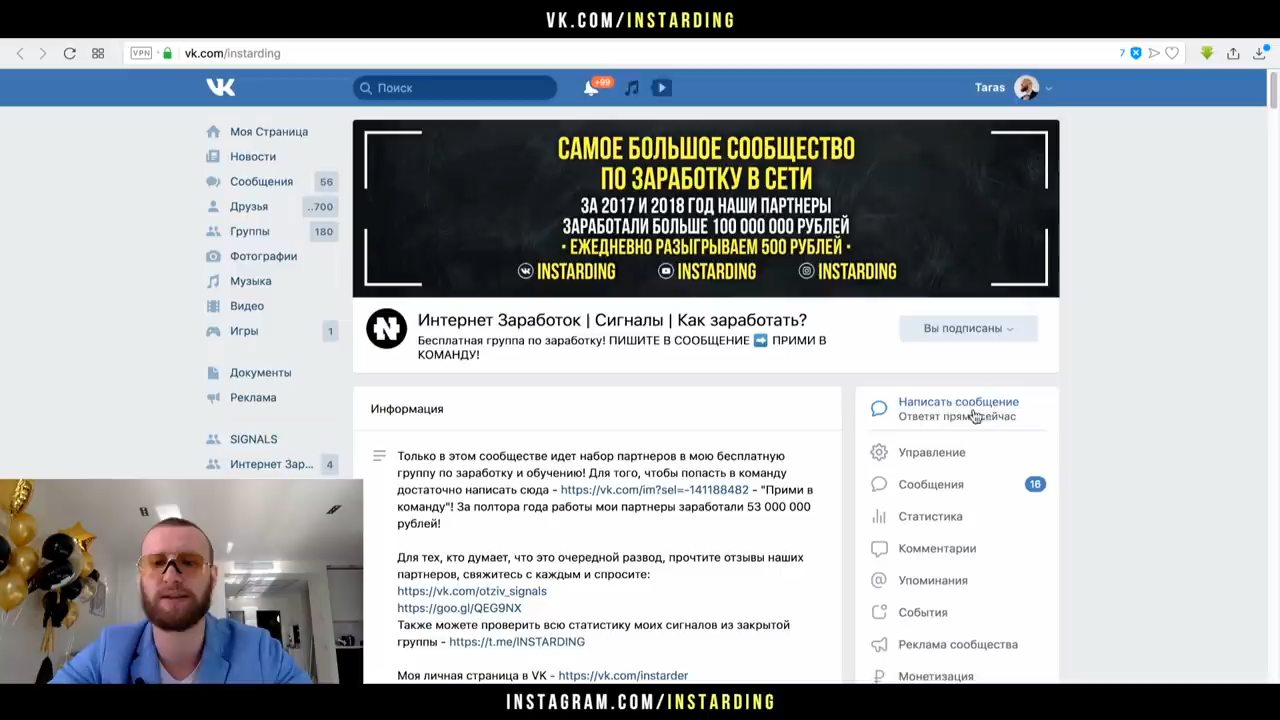 VK.COM/INSTARDING
VPN
vk.com/instarding
7
Поиск
+99
Taras
Моя Страница
Новости
Сообщения 56
Друзья ..700
Группы 180
Фотографии
Музыка
Видео
Игры 1
Документы
Реклама
SIGNALS
Интернет Зар... 4
САМОЕ БОЛЬШОЕ СООБЩЕСТВО
ПО ЗАРАБОТКУ В СЕТИ
ЗА 2017 И 2018 ГОД НАШИ ПАРТНЕРЫ
ЗАРАБОТАЛИ БОЛЬШЕ 100 000 000 РУБЛЕЙ
· ЕЖЕДНЕВНО РАЗЫГРЫВАЕМ 500 РУБЛЕЙ ·
INSTARDING INSTARDING INSTARDING
Интернет Заработок | Сигналы | Как заработать?
Бесплатная группа по заработку! ПИШИТЕ В СООБЩЕНИЕ ➡ ПРИМИ В
КОМАНДУ!
Вы подписаны
Информация
Только в этом сообществе идет набор партнеров в мою бесплатную
группу по заработку и обучению! Для того, чтобы попасть в команду
достаточно написать сюда - https://vk.com/im?sel=-141188482 - "Прими в
команду"! За полтора года работы мои партнеры заработали 53 000 000
рублей!
Для тех, кто думает, что это очередной развод, прочтите отзывы наших
партнеров, свяжитесь с каждым и спросите:
https://vk.com/otziv_signals
https://goo.gl/QEG9NX
Также можете проверить всю статистику моих сигналов из закрытой
группы - https://t.me/INSTARDING
Моя личная страница в VK - https://vk.com/instarder
Написать сообщение
Ответят прямо сейчас
Управление
Сообщения 16
Статистика
Комментарии
Упоминания
События
Реклама сообщества
Монетизация
INSTAGRAM.COM/INSTARDING